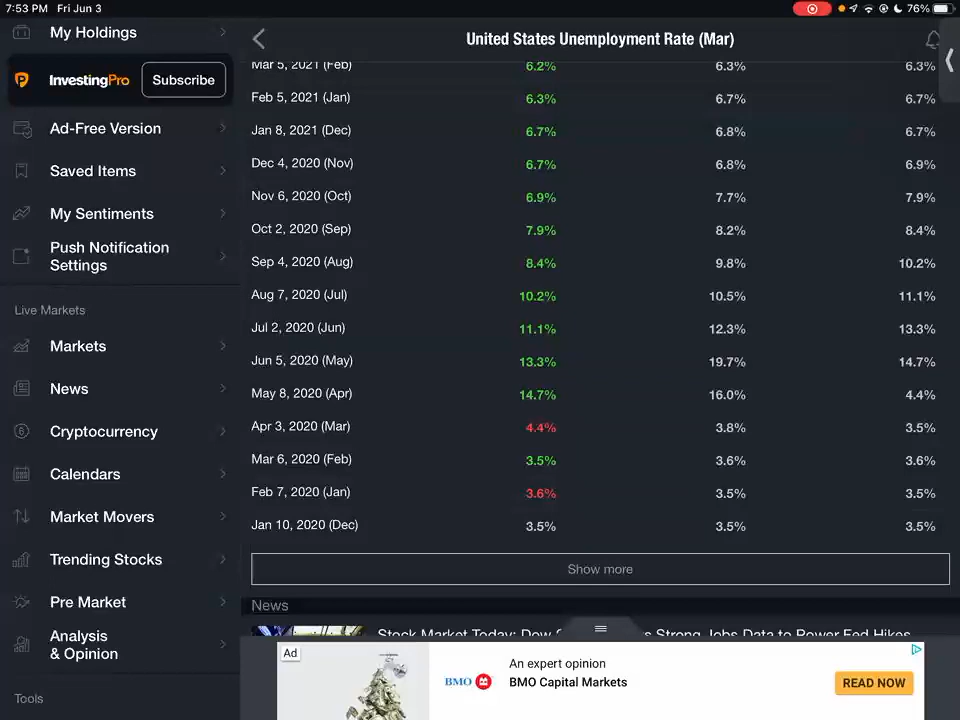 7:53 PM Fri Jun 3
76%
My Holdings
InvestingPro
Subscribe
Ad-Free Version
Saved Items
My Sentiments
Push Notification
Settings
Live Markets
Markets
News
Cryptocurrency
Calendars
Market Movers
Trending Stocks
Pre Market
Analysis
& Opinion
Tools
United States Unemployment Rate (Mar)
Mar 5, 2021 (Feb) 6.2% 6.3% 6.3%
Feb 5, 2021 (Jan) 6.3% 6.7% 6.7%
Jan 8, 2021 (Dec) 6.7% 6.8% 6.7%
Dec 4, 2020 (Nov) 6.7% 6.8% 6.9%
Nov 6, 2020 (Oct) 6.9% 7.7% 7.9%
Oct 2, 2020 (Sep) 7.9% 8.2% 8.4%
Sep 4, 2020 (Aug) 8.4% 9.8% 10.2%
Aug 7, 2020 (Jul) 10.2% 10.5% 11.1%
Jul 2, 2020 (Jun) 11.1% 12.3% 13.3%
Jun 5, 2020 (May) 13.3% 19.7% 14.7%
May 8, 2020 (Apr) 14.7% 16.0% 4.4%
Apr 3, 2020 (Mar) 4.4% 3.8% 3.5%
Mar 6, 2020 (Feb) 3.5% 3.6% 3.6%
Feb 7, 2020 (Jan) 3.6% 3.5% 3.5%
Jan 10, 2020 (Dec) 3.5% 3.5% 3.5%
Show more
News
Stock Market Today: Dow Strong Jobs Data to Power Fed Hikes
Ad
BMO
An expert opinion
BMO Capital Markets
READ NOW